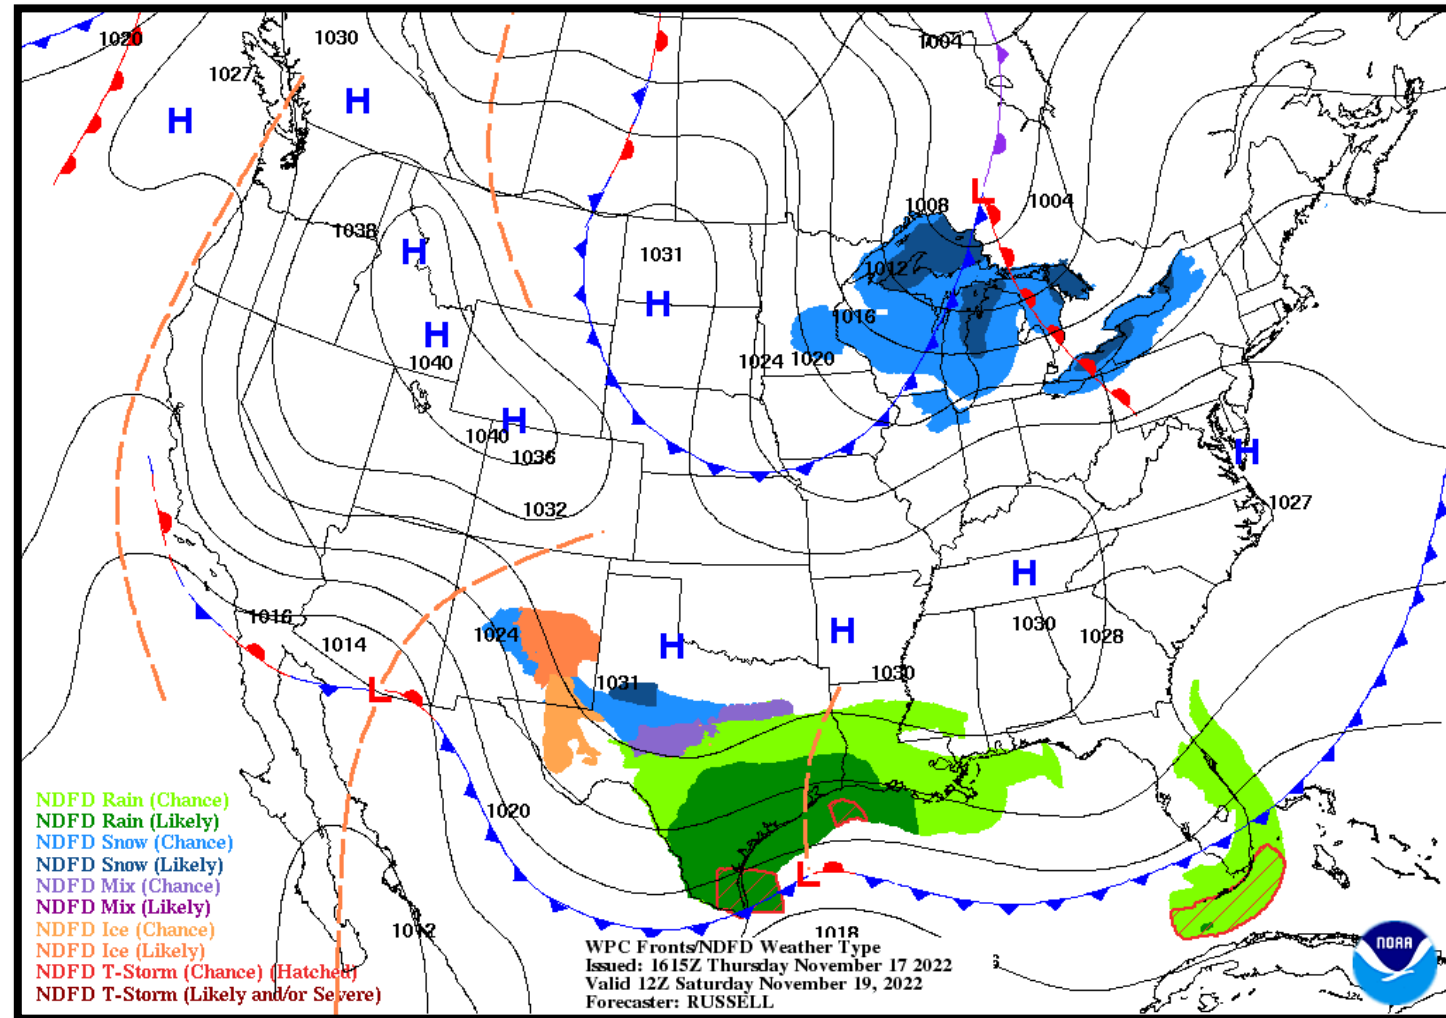 1020
1030
1004
1027
1008
1004
1038
1031
1012
1016
1040
1024
1020
1040
1036
1032
1027
1016
1014
1024
1030
1028
1031
1030
1020
1012
1018
H
H
L
H
H
H
H
H
H
H
H
L
L
NDFD Rain (Chance)
NDFD Rain (Likely)
NDFD Snow (Chance)
NDFD Snow (Likely)
NDFD Mix (Chance)
NDFD Mix (Likely)
NDFD Ice (Chance)
NDFD Ice (Likely)
NDFD T-Storm (Chance) (Hatched)
NDFD T-Storm (Likely and/or Severe)
WPC Fronts/NDFD Weather Type
Issued: 1615Z Thursday November 17 2022
Valid 12Z Saturday November 19, 2022
Forecaster: RUSSELL
NOAA